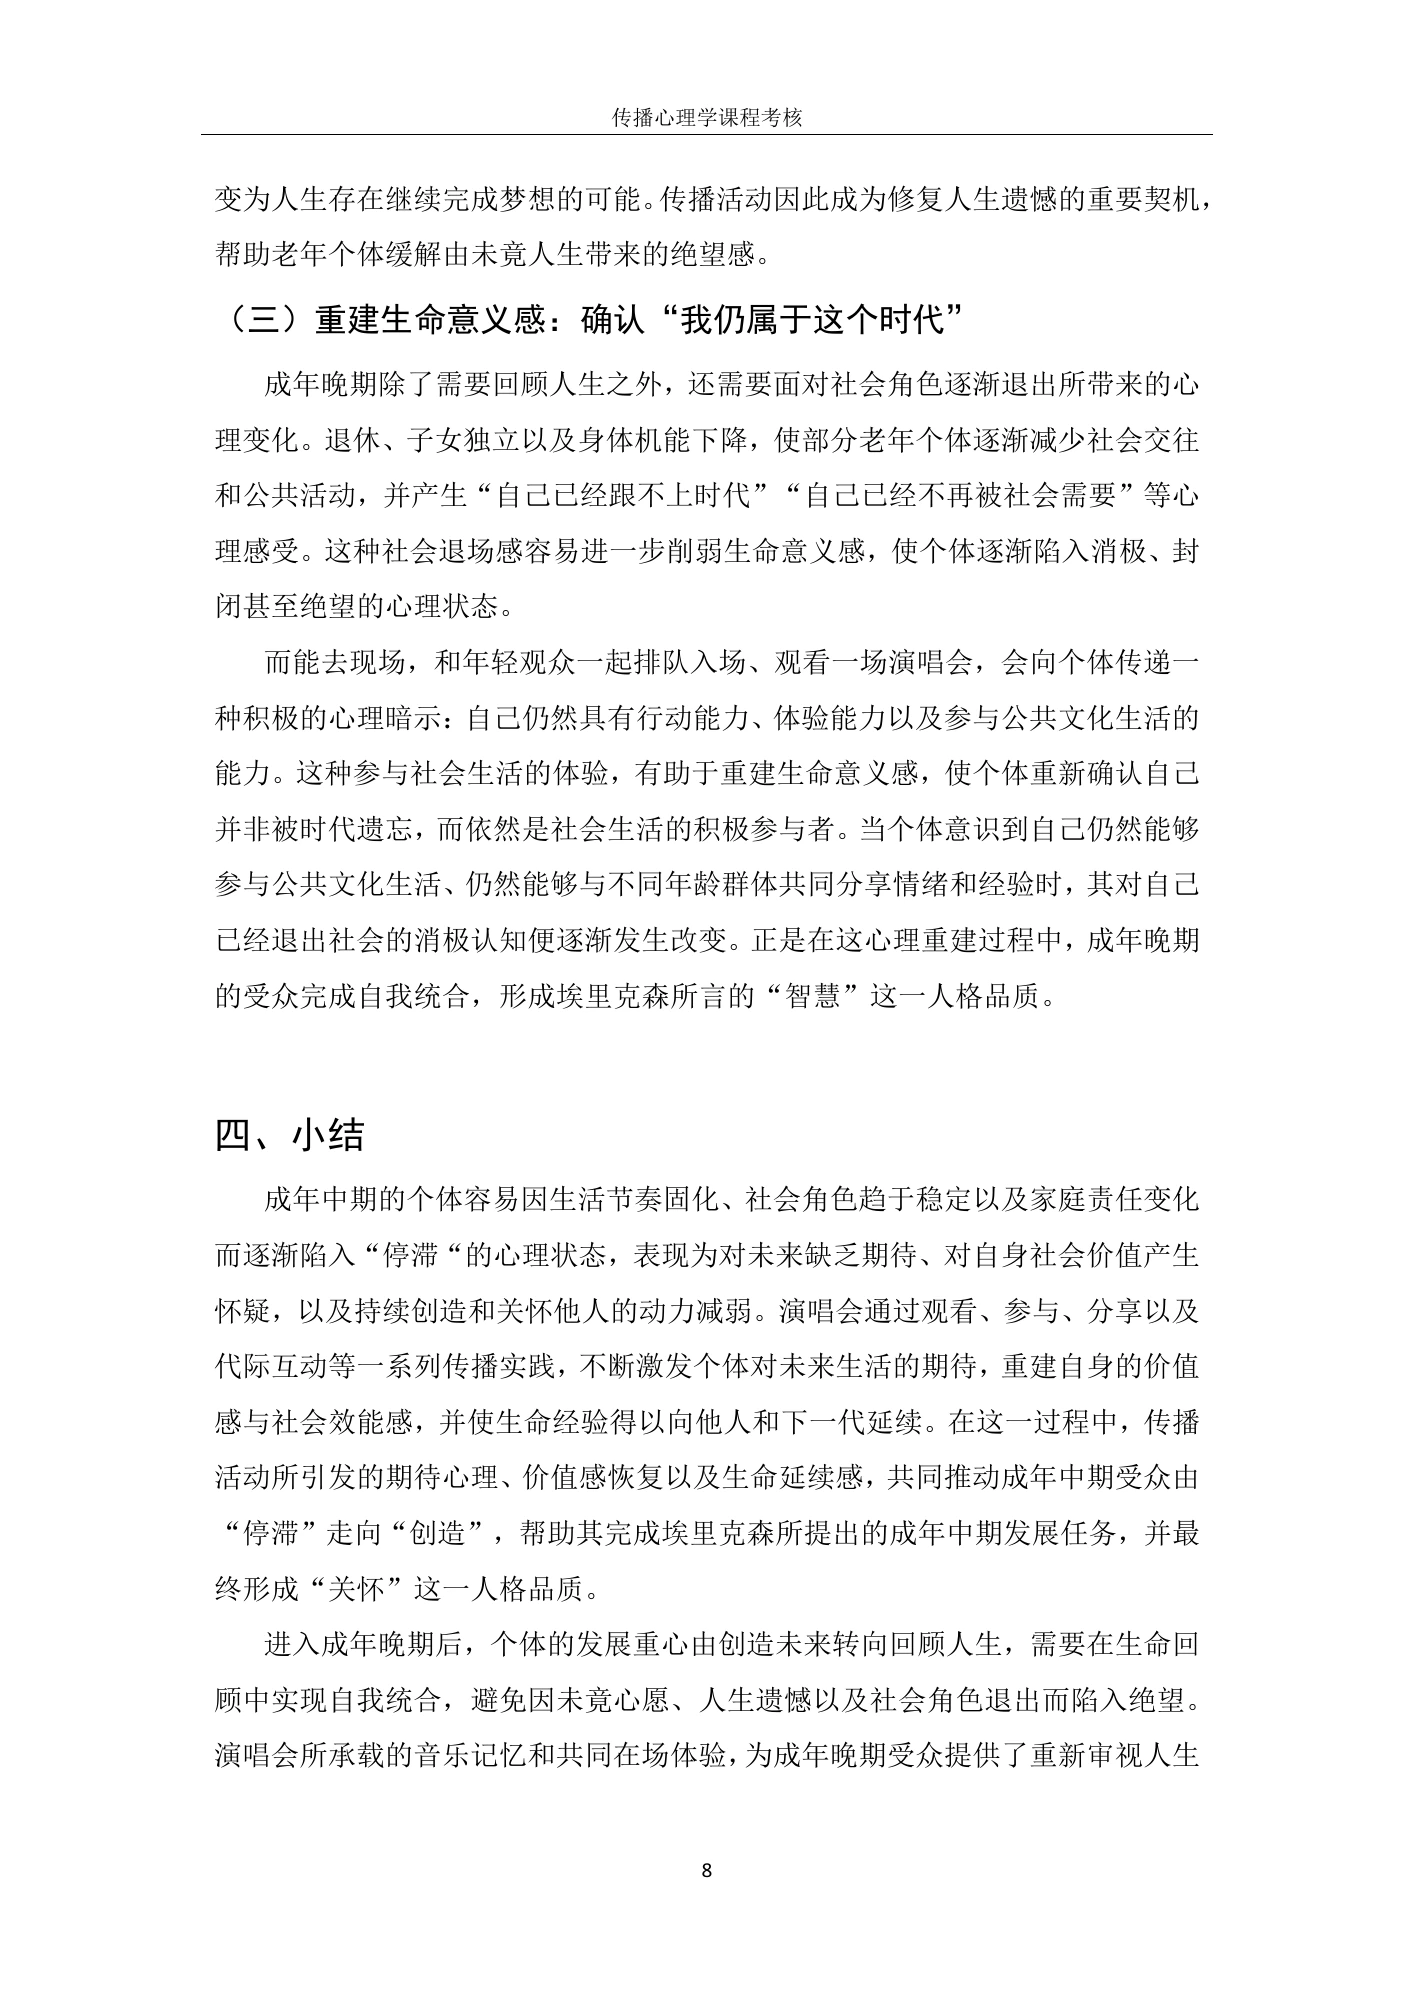 传播心理学课程考核
变为人生存在继续完成梦想的可能。传播活动因此成为修复人生遗憾的重要契机，
帮助老年个体缓解由未竟人生带来的绝望感。
（三）重建生命意义感：确认“我仍属于这个时代”
成年晚期除了需要回顾人生之外，还需要面对社会角色逐渐退出所带来的心
理变化。退休、子女独立以及身体机能下降，使部分老年个体逐渐减少社会交往
和公共活动，并产生“自己已经跟不上时代”“自己已经不再被社会需要”等心
理感受。这种社会退场感容易进一步削弱生命意义感，使个体逐渐陷入消极、封
闭甚至绝望的心理状态。
而能去现场，和年轻观众一起排队入场、观看一场演唱会，会向个体传递一
种积极的心理暗示：自己仍然具有行动能力、体验能力以及参与公共文化生活的
能力。这种参与社会生活的体验，有助于重建生命意义感，使个体重新确认自己
并非被时代遗忘，而依然是社会生活的积极参与者。当个体意识到自己仍然能够
参与公共文化生活、仍然能够与不同年龄群体共同分享情绪和经验时，其对自己
已经退出社会的消极认知便逐渐发生改变。正是在这心理重建过程中，成年晚期
的受众完成自我统合，形成埃里克森所言的“智慧”这一人格品质。
四、小结
成年中期的个体容易因生活节奏固化、社会角色趋于稳定以及家庭责任变化
而逐渐陷入“停滞“的心理状态，表现为对未来缺乏期待、对自身社会价值产生
怀疑，以及持续创造和关怀他人的动力减弱。演唱会通过观看、参与、分享以及
代际互动等一系列传播实践，不断激发个体对未来生活的期待，重建自身的价值
感与社会效能感，并使生命经验得以向他人和下一代延续。在这一过程中，传播
活动所引发的期待心理、价值感恢复以及生命延续感，共同推动成年中期受众由
“停滞”走向“创造”，帮助其完成埃里克森所提出的成年中期发展任务，并最
终形成“关怀”这一人格品质。
进入成年晚期后，个体的发展重心由创造未来转向回顾人生，需要在生命回
顾中实现自我统合，避免因未竟心愿、人生遗憾以及社会角色退出而陷入绝望。
演唱会所承载的音乐记忆和共同在场体验，为成年晚期受众提供了重新审视人生
8